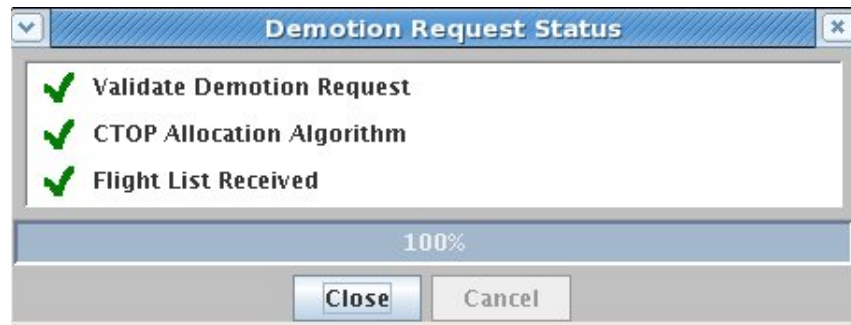 Demotion Request Status
Validate Demotion Request
CTOP Allocation Algorithm
Flight List Received
100%
Close Cancel